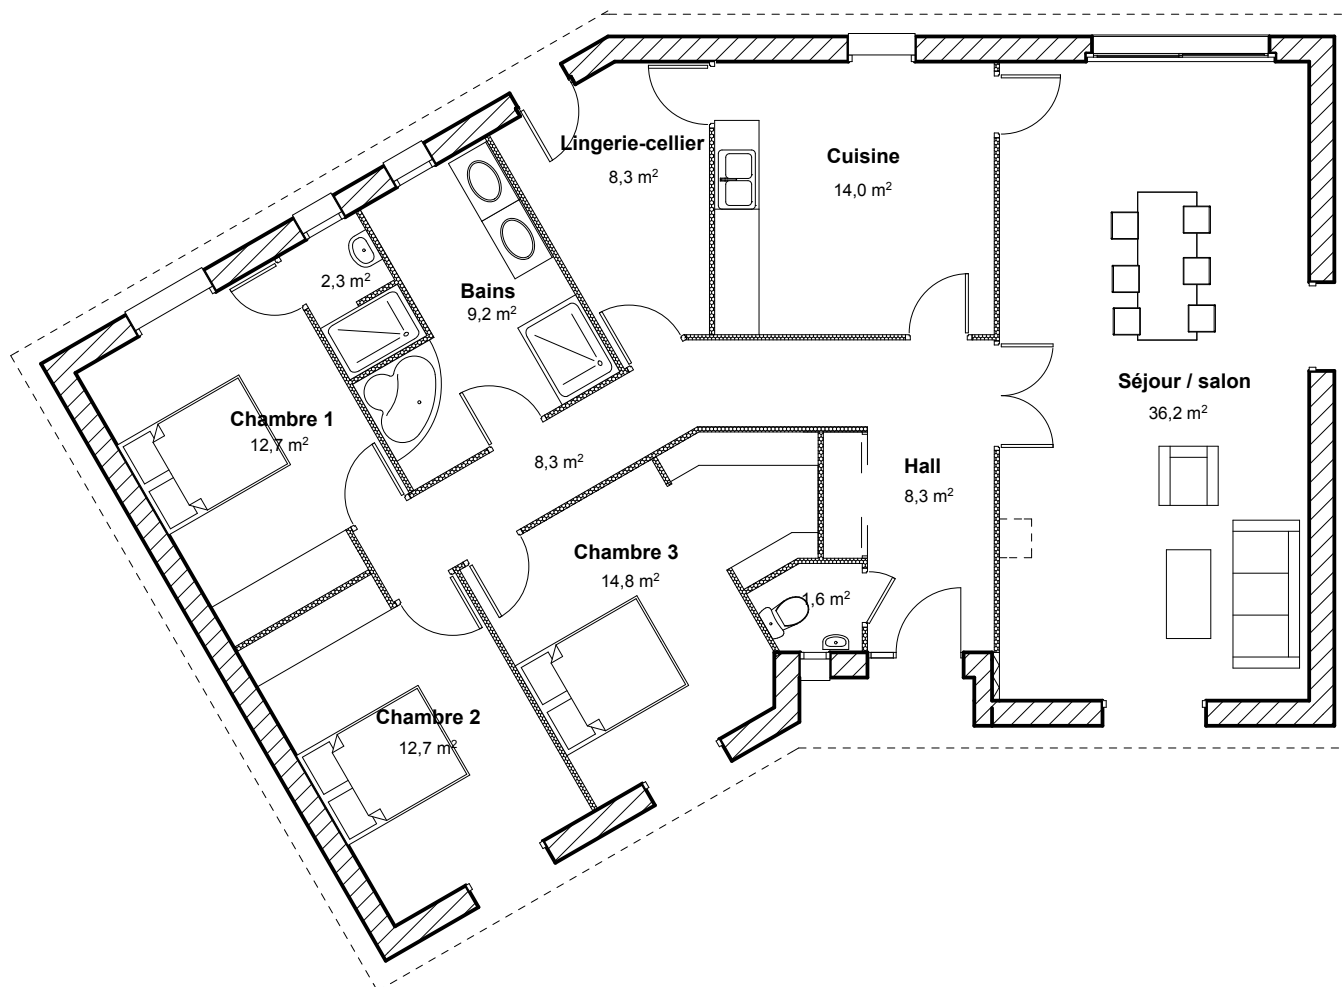 Lingerie-cellier
8,3 m²
Cuisine
14,0 m²
2,3 m²
Bains
9,2 m²
Séjour / salon
36,2 m²
Chambre 1
12,7 m²
8,3 m²
Hall
8,3 m²
Chambre 3
14,8 m²
1,6 m²
Chambre 2
12,7 m²